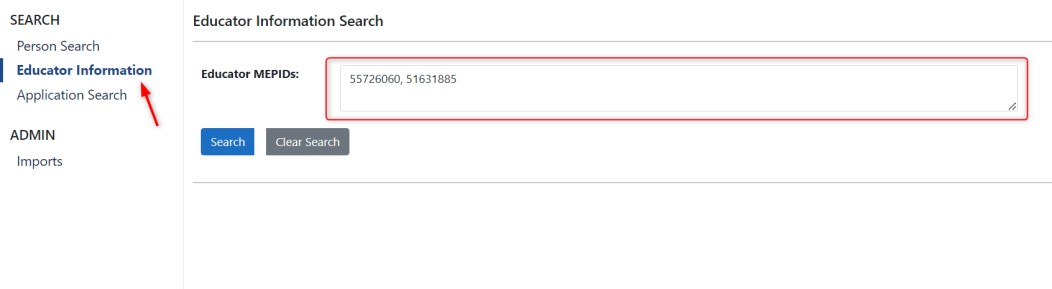 SEARCH
Person Search
Educator Information
Application Search
ADMIN
Imports
Educator Information Search
Educator MEPIDs:
55726060, 51631885
Search
Clear Search